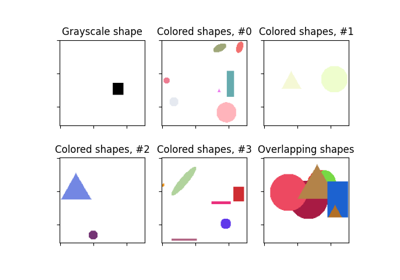 Grayscale shape
Colored shapes, #0
Colored shapes, #1
Colored shapes, #2
Colored shapes, #3
Overlapping shapes